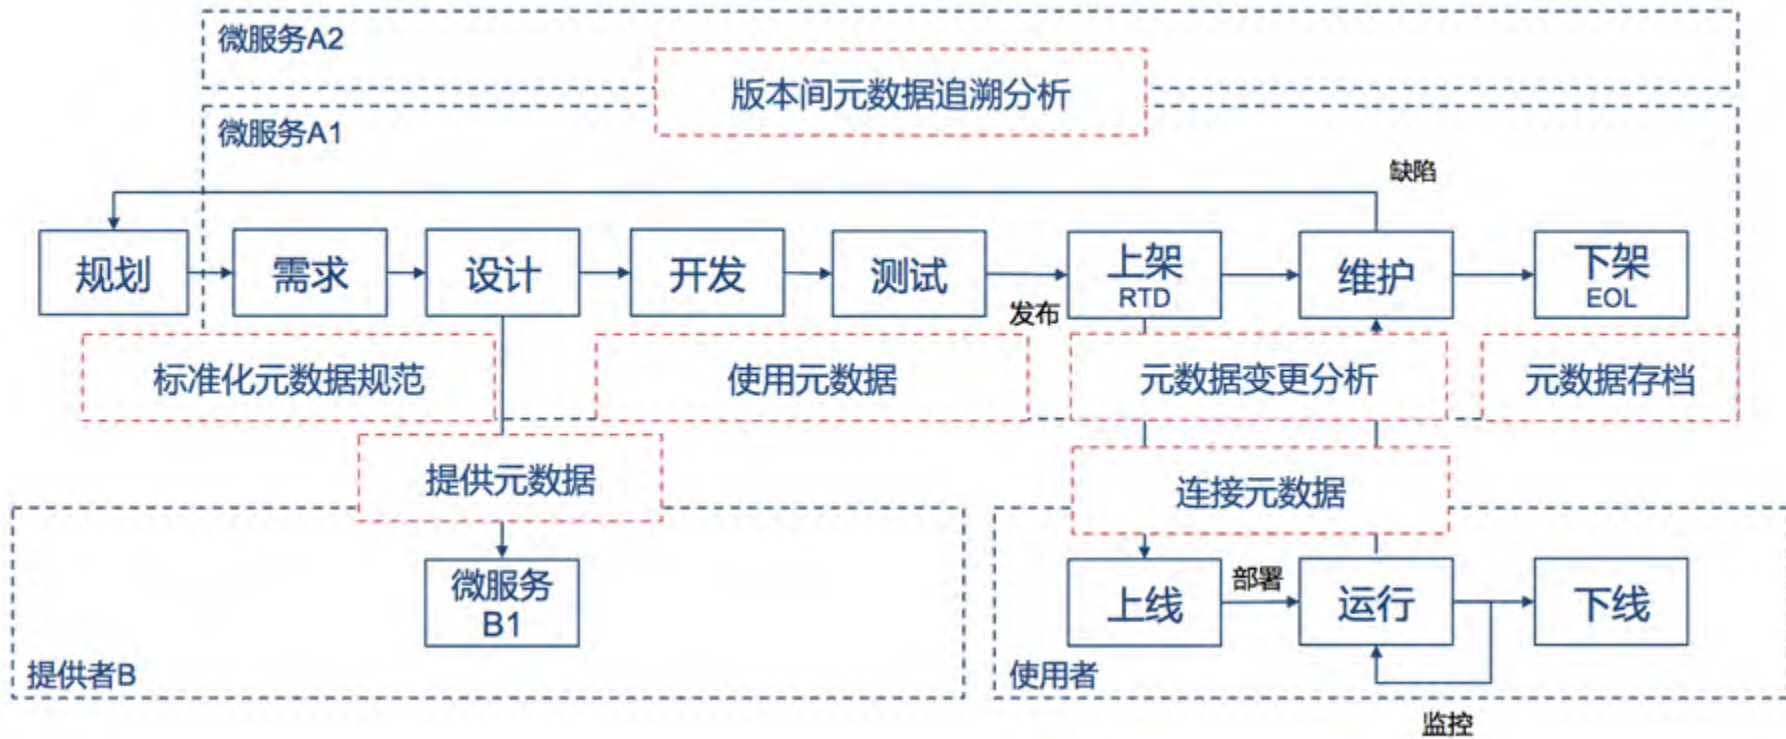 微服务A2
版本间元数据追溯分析
微服务A1
缺陷
规划
需求
设计
开发
测试
发布
上架
RTD
维护
下架
EOL
标准化元数据规范
使用元数据
元数据变更分析
元数据存档
提供元数据
连接元数据
微服务
B1
提供者B
上线
部署
运行
下线
使用者
监控